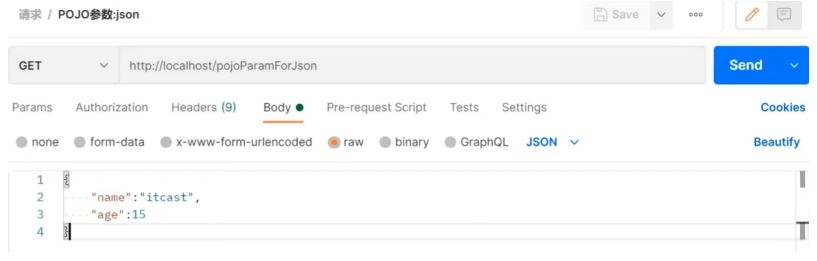 请求 / POJO参数:json
Save
GET http://localhost/pojoParamForJson Send
Params Authorization Headers (9) Body Pre-request Script Tests Settings Cookies
none form-data x-www-form-urlencoded raw binary GraphQL JSON Beautify
1 {
2 "name":"itcast",
3 "age":15
4 }